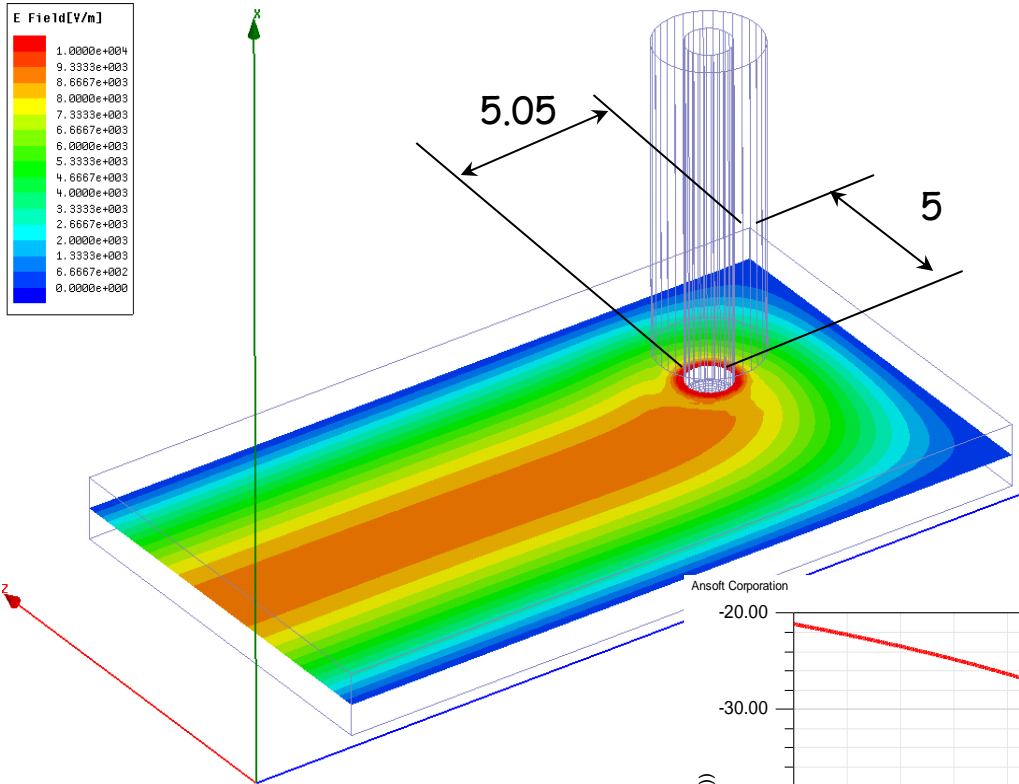 E Field[V/m]
1.0000e+004
9.3333e+003
8.6667e+003
8.0000e+003
7.3333e+003
6.6667e+003
6.0000e+003
5.3333e+003
4.6667e+003
4.0000e+003
3.3333e+003
2.6667e+003
2.0000e+003
1.3333e+003
6.6667e+002
0.0000e+000
X
5.05
5
Z
Ansoft Corporation
-20.00
-30.00